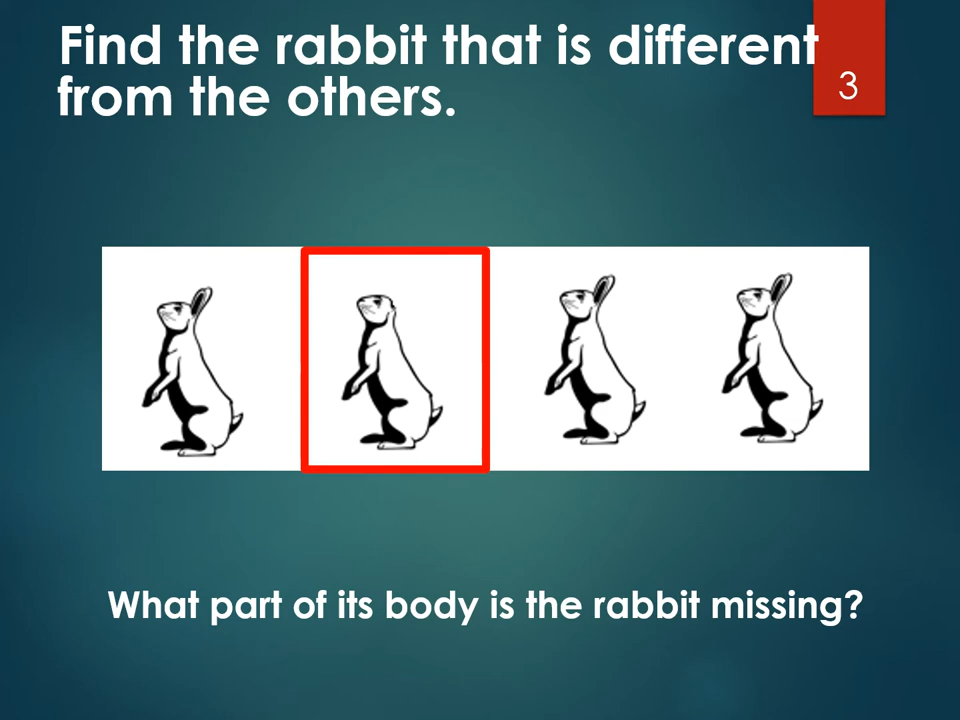 Find the rabbit that is different
from the others.
3
What part of its body is the rabbit missing?